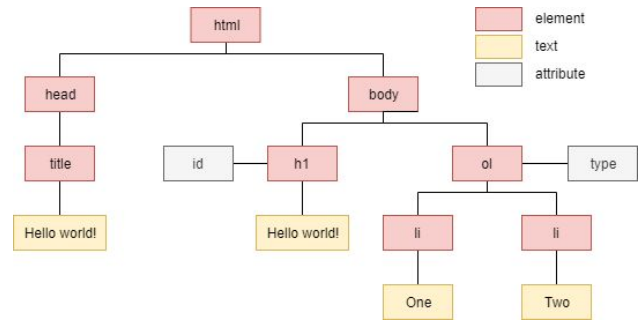 html
element
text
attribute
head
body
title
id
h1
ol
type
Hello world!
Hello world!
li
li
One
Two